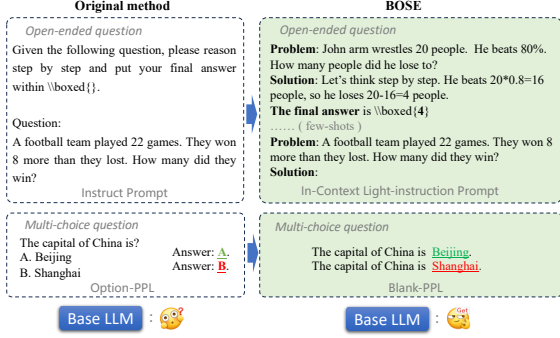 Original method
Open-ended question
Given the following question, please reason
step by step and put your final answer
within \\boxed{}.
Question:
A football team played 22 games. They won
8 more than they lost. How many did they
win?
Instruct Prompt
Multi-choice question
The capital of China is?
A. Beijing
B. Shanghai
Answer: A.
Answer: B.
Option-PPL
Base LLM :
BOSE
Open-ended question
Problem: John arm wrestles 20 people. He beats 80%.
How many people did he lose to?
Solution: Let's think step by step. He beats 20*0.8=16
people, so he loses 20-16=4 people.
The final answer is \\boxed{4}
...... ( few-shots )
Problem: A football team played 22 games. They won 8
more than they lost. How many did they win?
Solution:
In-Context Light-instruction Prompt
Multi-choice question
The capital of China is Beijing.
The capital of China is Shanghai.
Blank-PPL
Base LLM :
Get